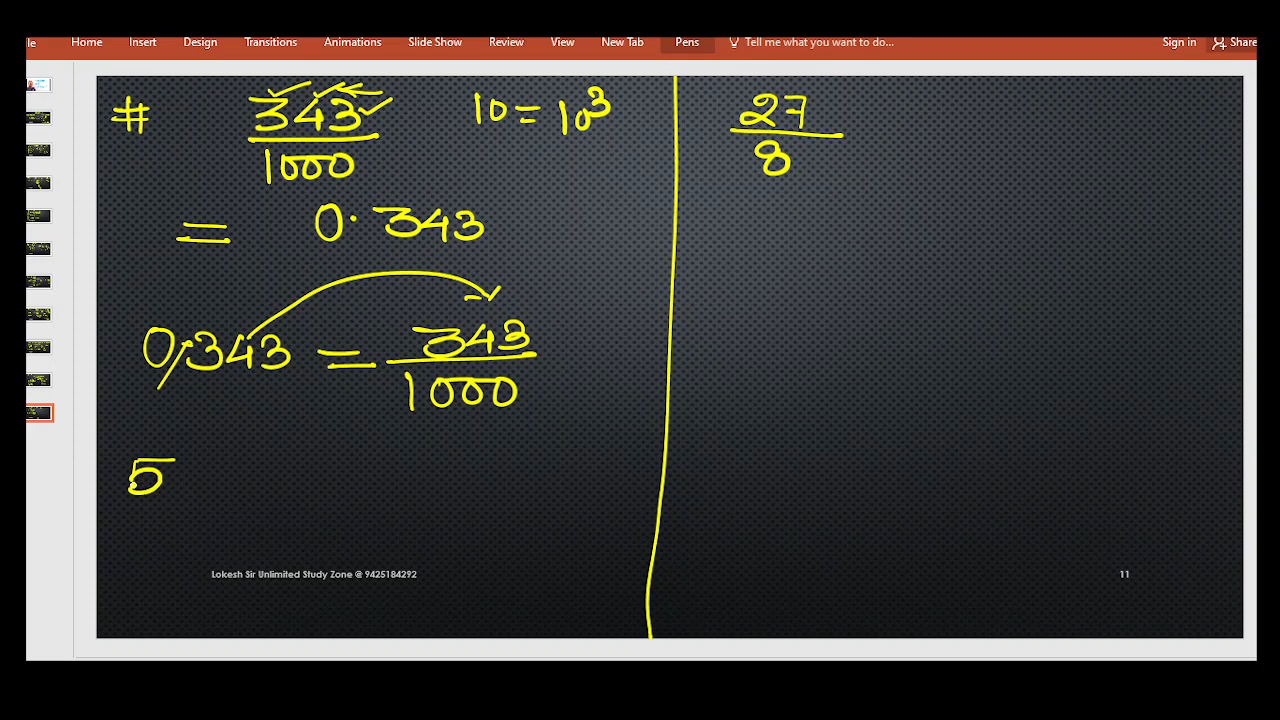 le Home Insert Design Transitions Animations Slide Show Review View New Tab Pens Tell me what you want to do... Sign in Share
# 343/1000 10 = 10³
= 0.343
0.343 = 343/1000
5
27/8
Lokesh Sir Unlimited Study Zone @ 9425184292 11